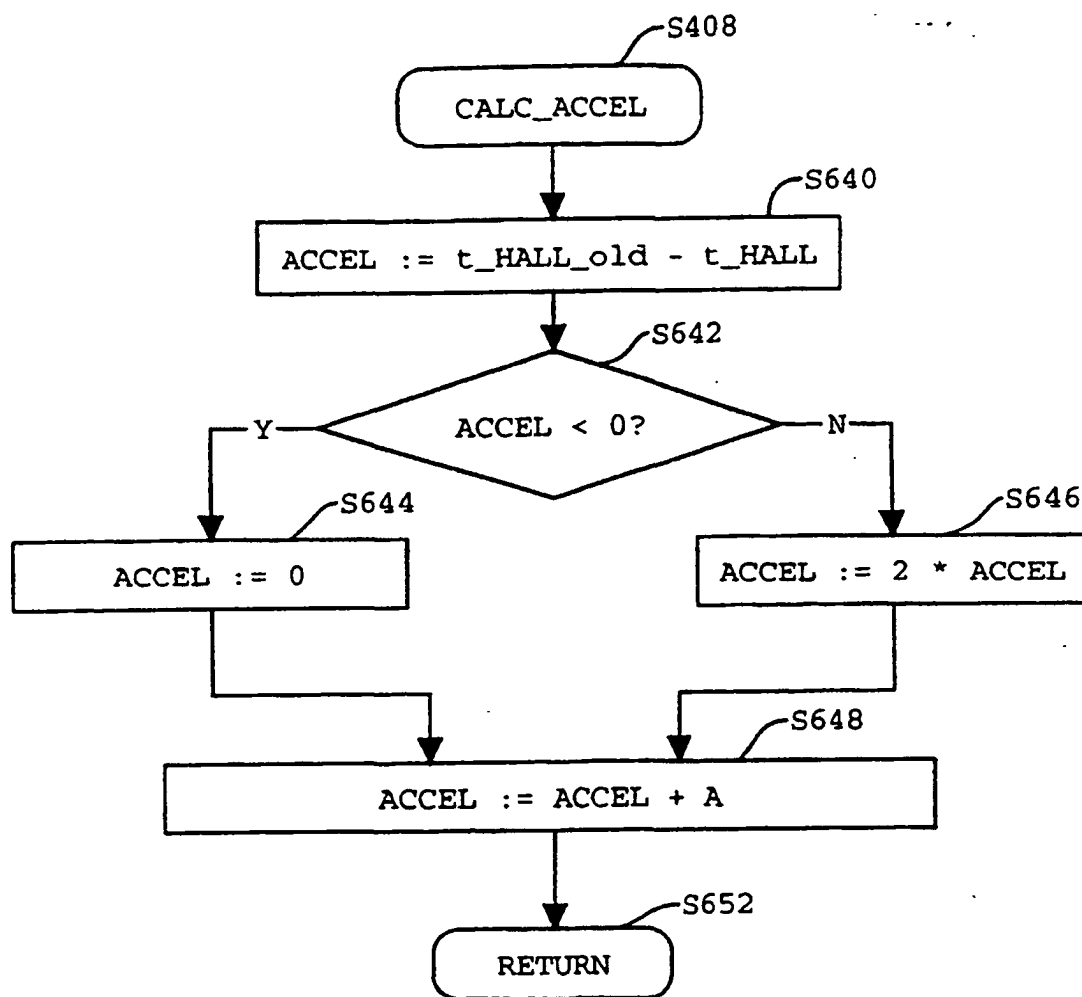 S408
CALC_ACCEL
S640
ACCEL := t_HALL_old - t_HALL
S642
ACCEL < 0?
Y
N
S644
S646
ACCEL := 0
ACCEL := 2 * ACCEL
S648
ACCEL := ACCEL + A
S652
RETURN